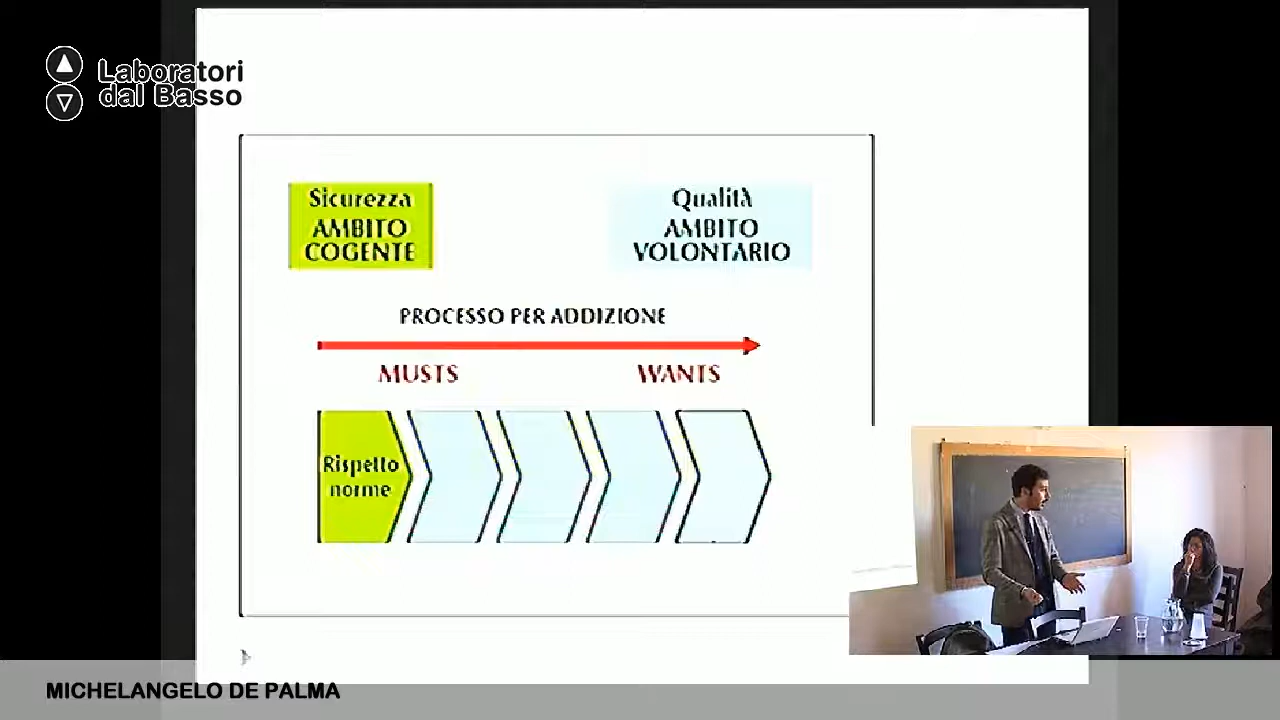 Laboratori
dal Basso
Sicurezza
AMBITO
COGENTE
Qualità
AMBITO
VOLONTARIO
PROCESSO PER ADDIZIONE
MUSTS
WANTS
Rispetto
norme
MICHELANGELO DE PALMA